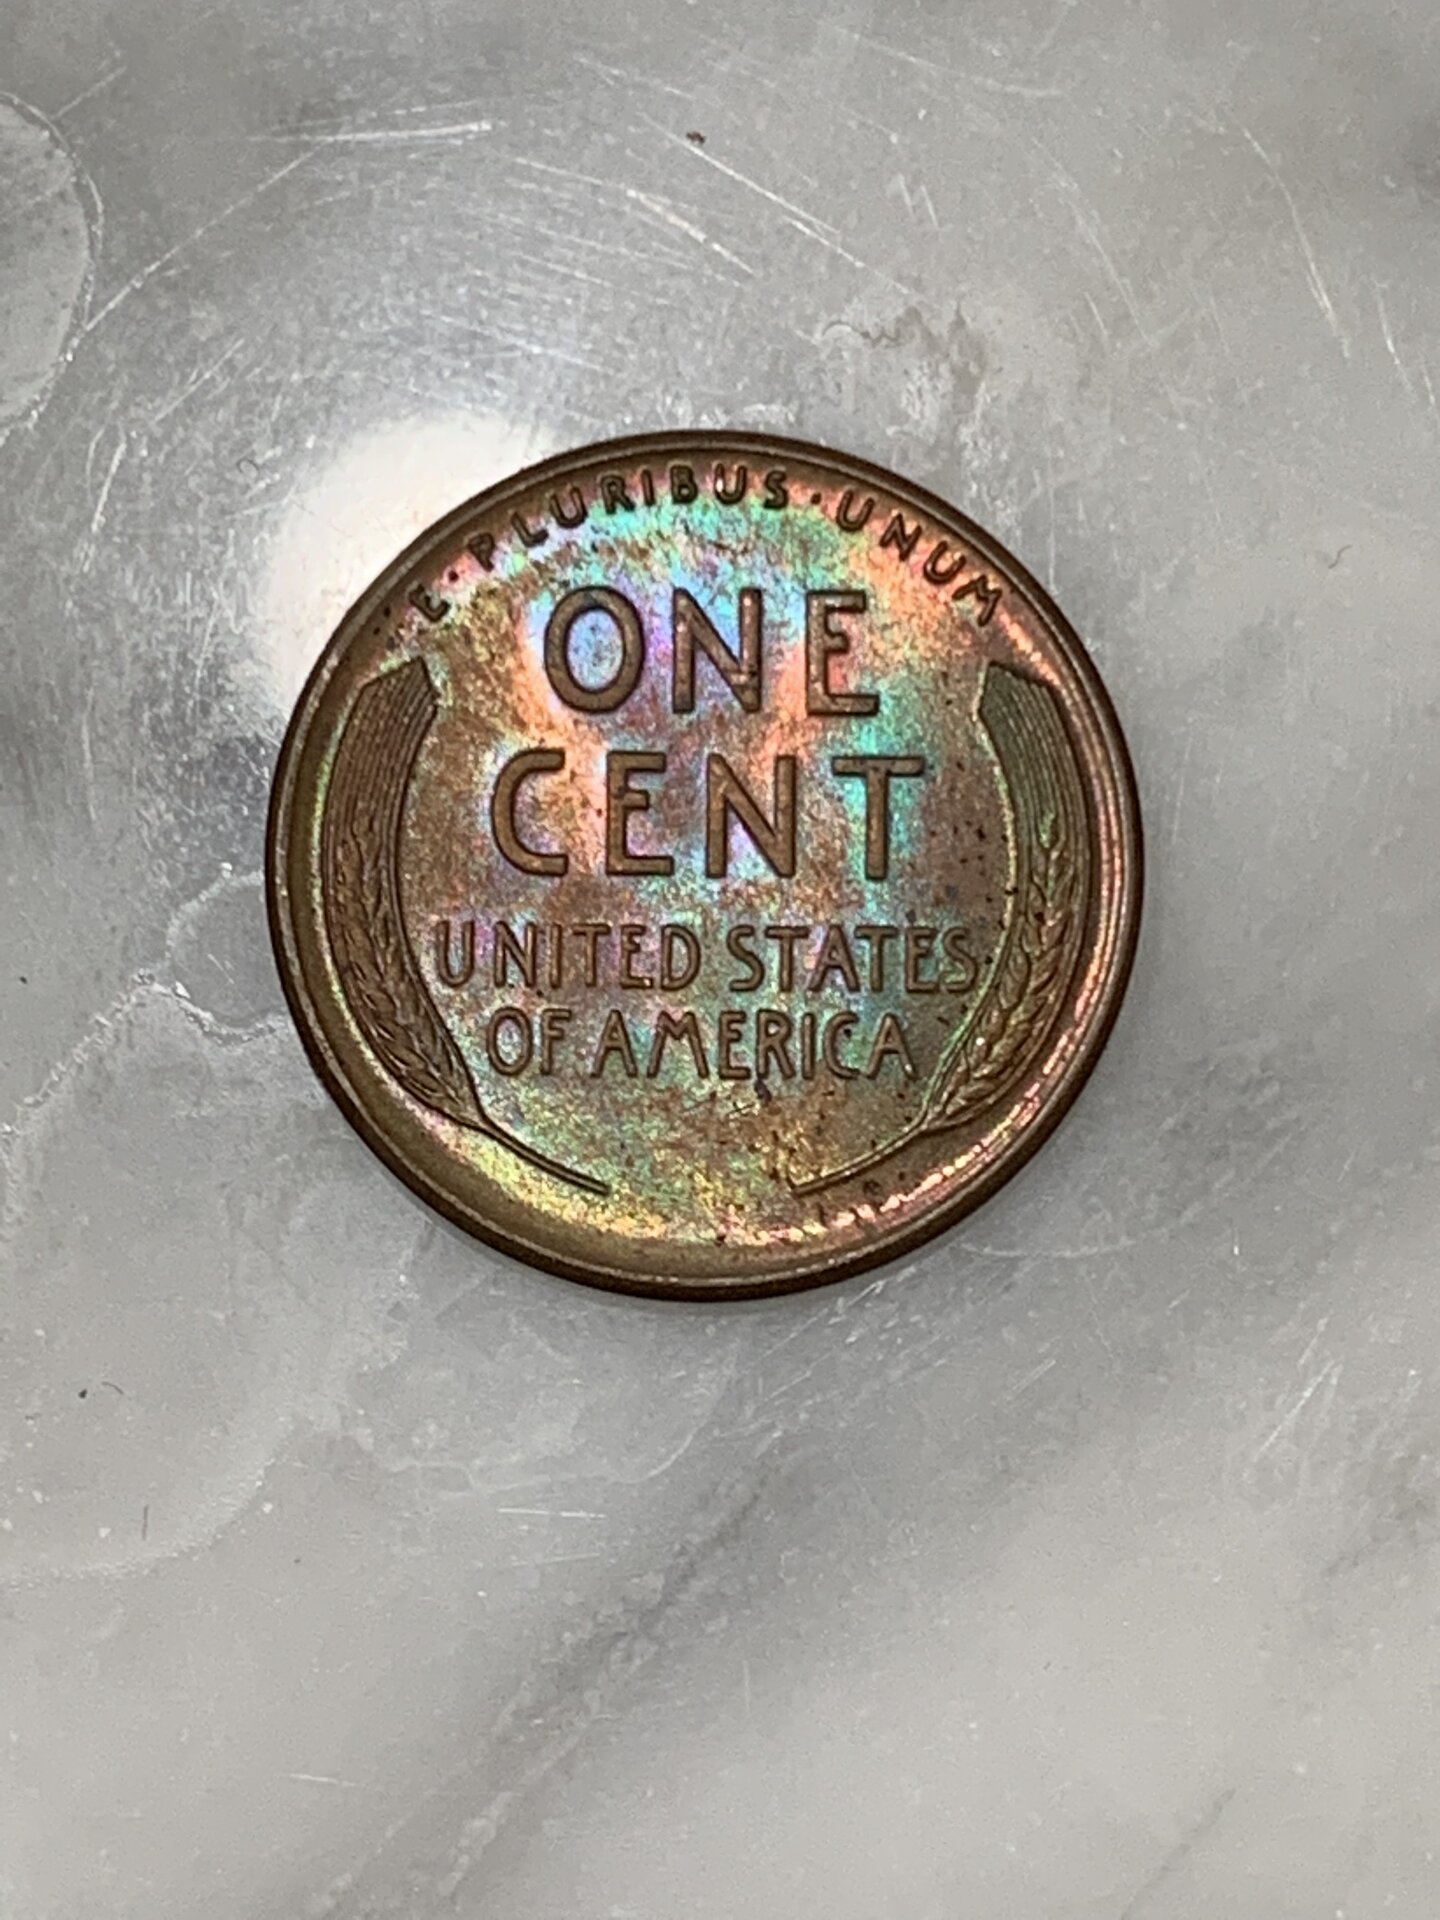 E·PLURIBUS·UNUM
ONE
CENT
UNITED STATES
OF AMERICA